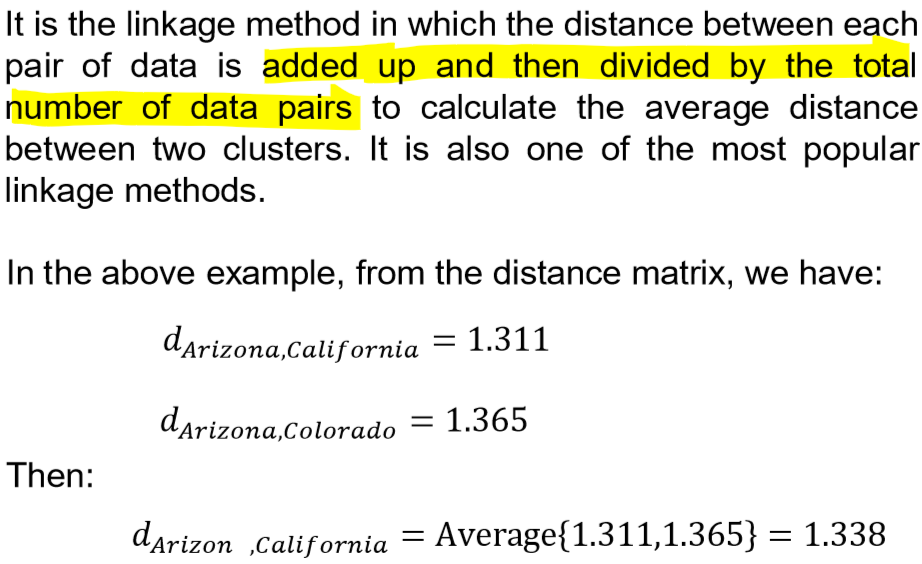 It is the linkage method in which the distance between each
pair of data is added up and then divided by the total
number of data pairs to calculate the average distance
between two clusters. It is also one of the most popular
linkage methods.
In the above example, from the distance matrix, we have:
d_{Arizona,California} = 1.311
d_{Arizona,Colorado} = 1.365
Then:
d_{Arizon ,California} = Average{1.311,1.365} = 1.338